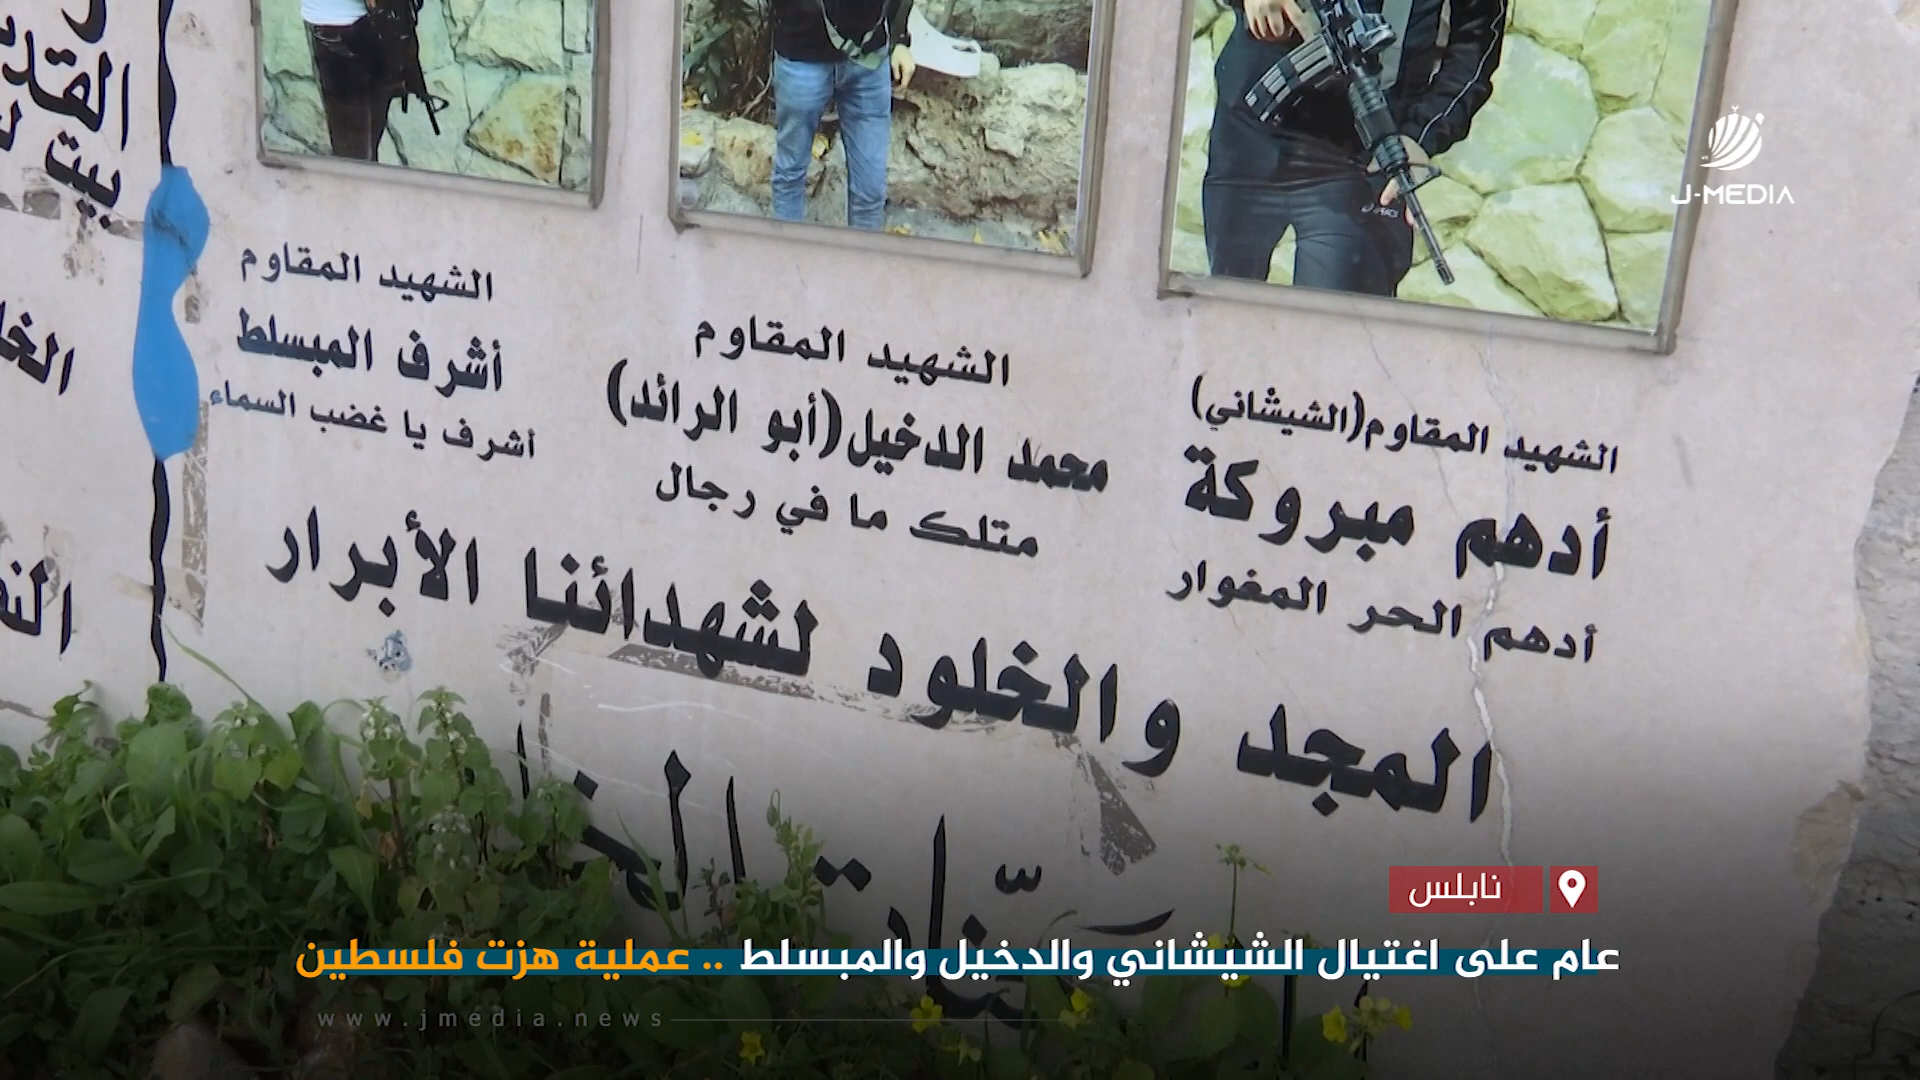 J-MEDIA
القدس
بيت
الشهيد المقاوم
أشرف المبسلط
أشرف يا غضب السماء
الشهيد المقاوم
محمد الدخيل(أبو الرائد)
متلك ما في رجال
الشهيد المقاوم(الشيشاني)
أدهم مبروكة
أدهم الحر المغوار
المجد والخلود لشهدائنا الأبرار
نابلس
عام على اغتيال الشيشاني والدخيل والمبسلط .. عملية هزت فلسطين
www.jmedia.news